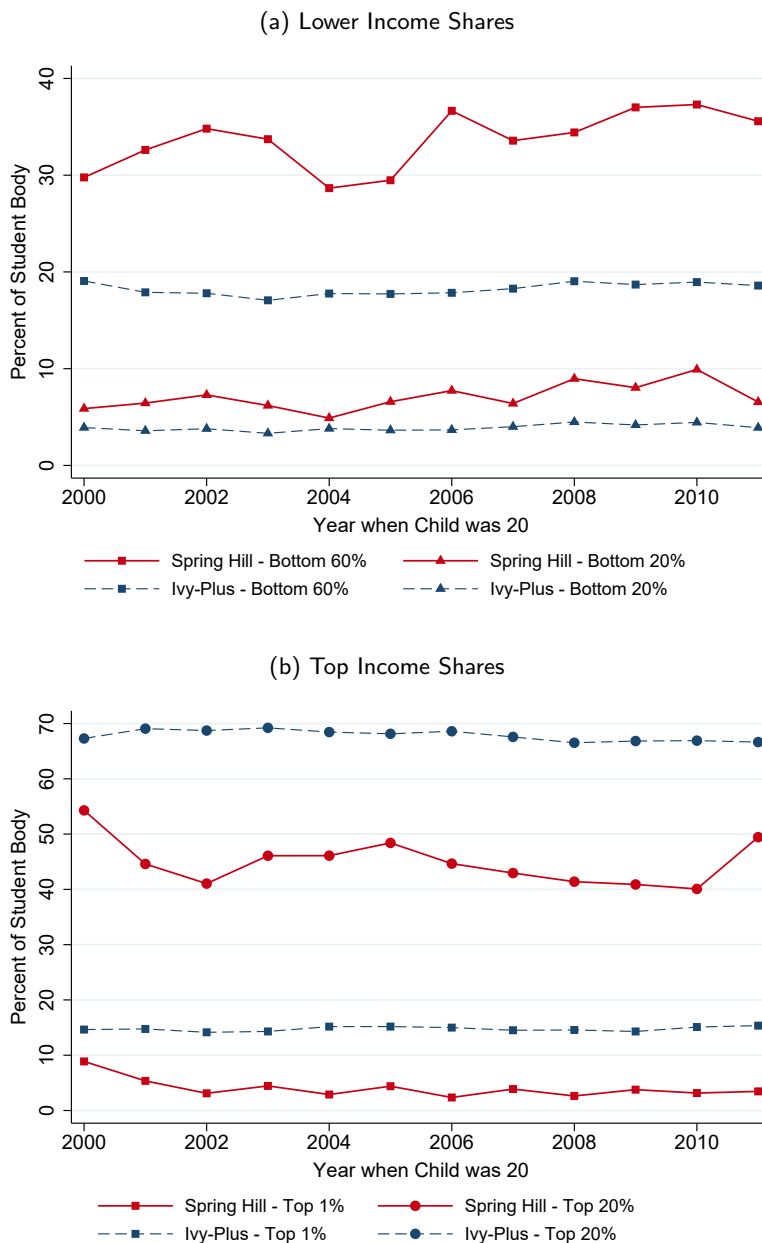 (a) Lower Income Shares
Percent of Student Body
40
30
20
10
0
2000 2002 2004 2006 2008 2010
Year when Child was 20
Spring Hill - Bottom 60% Spring Hill - Bottom 20%
Ivy-Plus - Bottom 60% Ivy-Plus - Bottom 20%
(b) Top Income Shares
Percent of Student Body
70
60
50
40
30
20
10
0
2000 2002 2004 2006 2008 2010
Year when Child was 20
Spring Hill - Top 1% Spring Hill - Top 20%
Ivy-Plus - Top 1% Ivy-Plus - Top 20%